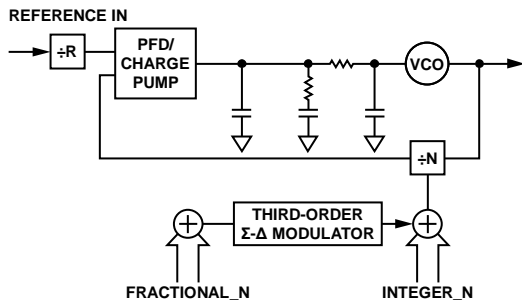 REFERENCE IN
÷R
PFD/
CHARGE
PUMP
VCO
÷N
THIRD-ORDER
Σ-Δ MODULATOR
FRACTIONAL_N
INTEGER_N